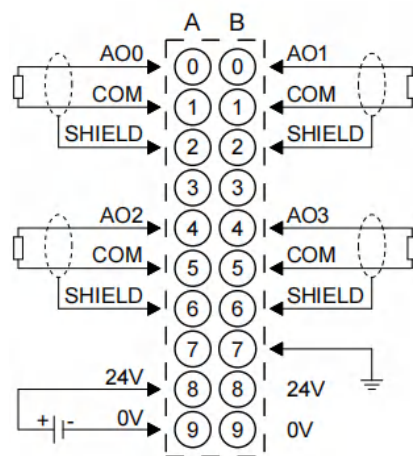 A B
AO0 0 0 AO1
COM 1 1 COM
SHIELD 2 2 SHIELD
3 3
AO2 4 4 AO3
COM 5 5 COM
SHIELD 6 6 SHIELD
7 7
24V 8 8 24V
+ - 0V 9 9 0V